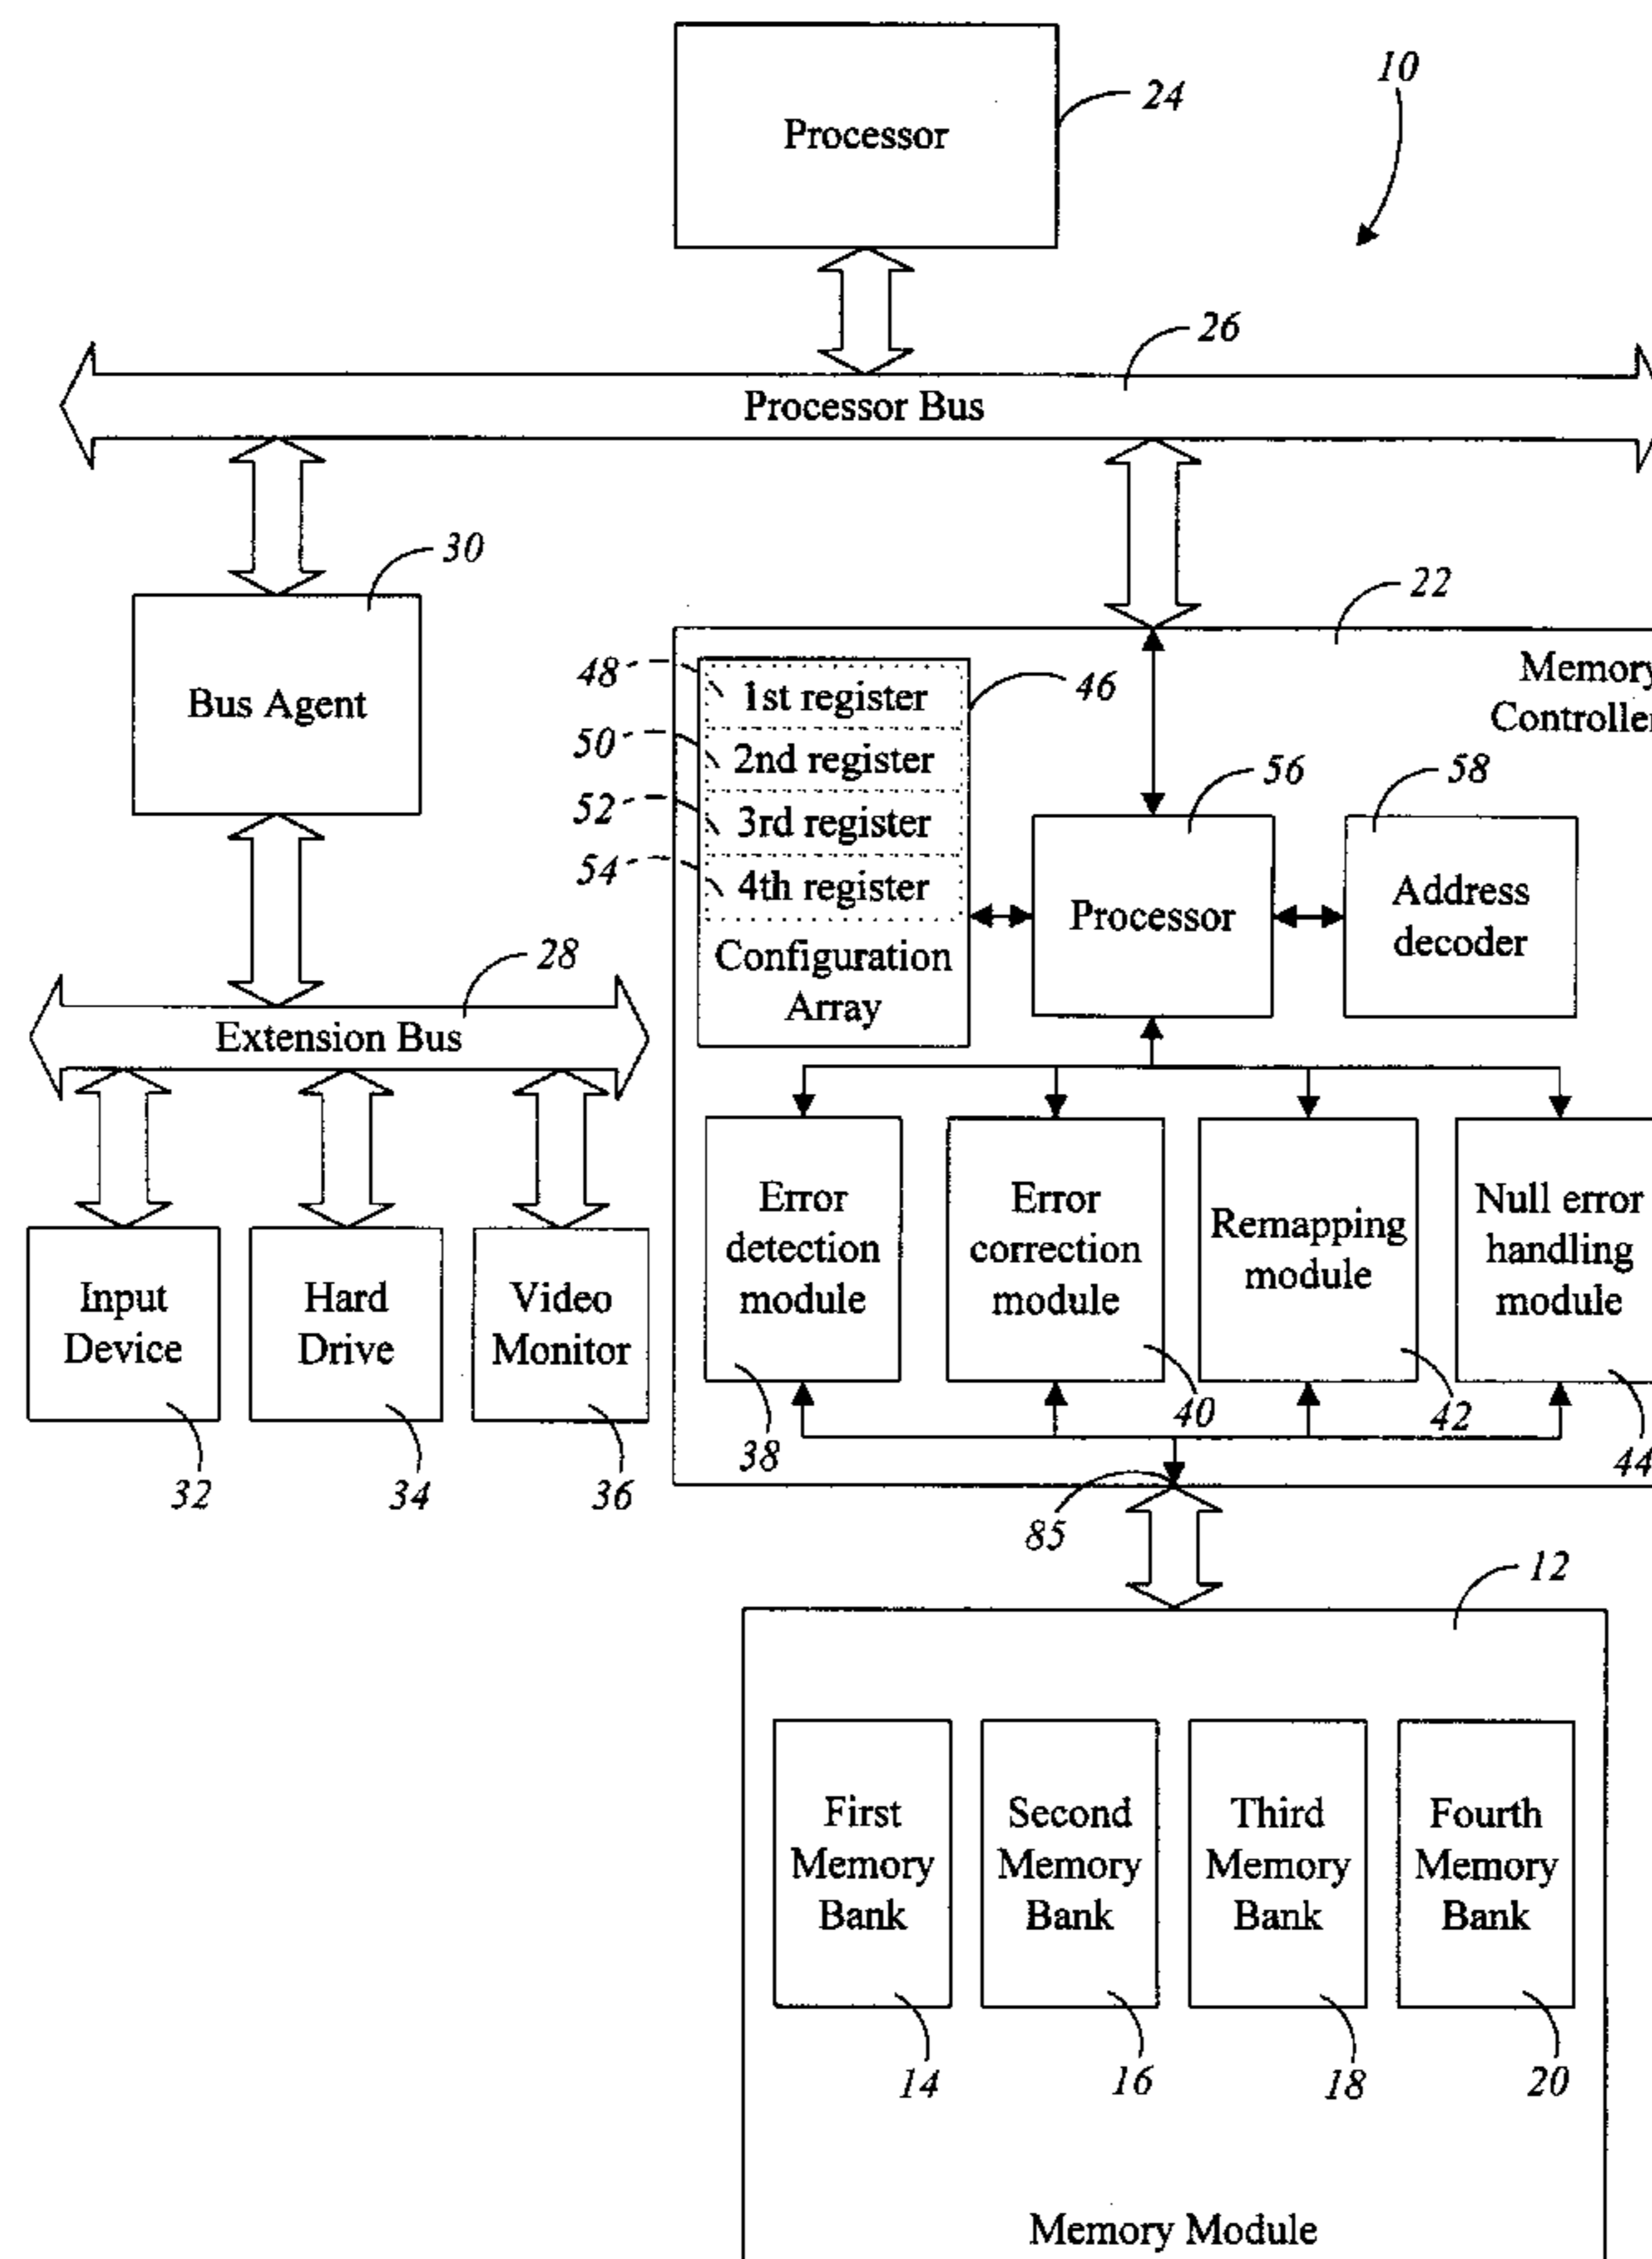 10
24
Processor
26
Processor Bus
30
Bus Agent
22
Memory
Controller
48
1st register
46
50
2nd register
52
3rd register
54
4th register
Configuration
Array
56
Processor
58
Address
decoder
28
Extension Bus
Input
Device
Hard
Drive
Video
Monitor
32
34
36
Error
detection
module
Error
correction
module
Remapping
module
Null error
handling
module
38
40
42
44
85
12
First
Memory
Bank
Second
Memory
Bank
Third
Memory
Bank
Fourth
Memory
Bank
14
16
18
20
Memory Module